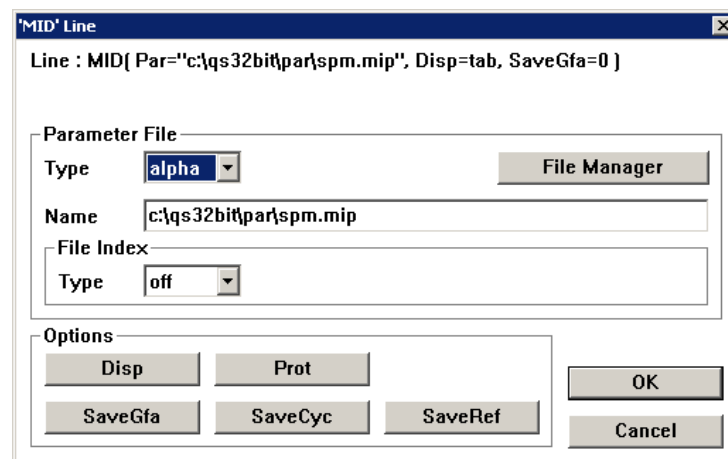 'MID' Line
Line : MID( Par="c:\qs32bit\par\spm.mip", Disp=tab, SaveGfa=0 )
Parameter File
Type alpha File Manager
Name c:\qs32bit\par\spm.mip
File Index
Type off
Options
Disp Prot
OK
SaveGfa SaveCyc SaveRef
Cancel